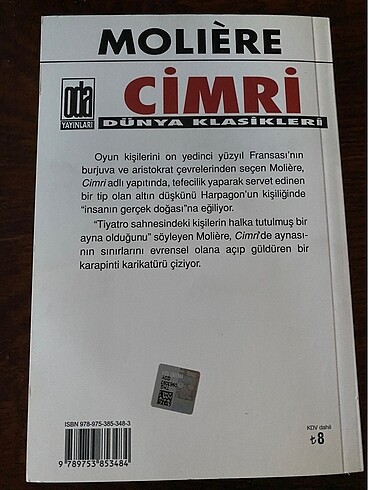 MOLIÈRE
oda
YAYINLARI
CİMRİ
DÜNYA KLASİKLERİ
Oyun kişilerini on yedinci yüzyıl Fransası'nın
burjuva ve aristokrat çevrelerinden seçen Molière,
Cimri adlı yapıtında, tefecilik yaparak servet edinen
bir tip olan altın düşkünü Harpagon'un kişiliğinde
"insanın gerçek doğası"na eğiliyor.
"Tiyatro sahnesindeki kişilerin halka tutulmuş bir
ayna olduğunu" söyleyen Molière, Cimri'de aynası-
nın sınırlarını evrensel olana açıp güldüren bir
karapinti karikatürü çiziyor.
ISBN 978-975-385-348-3
9 789753 853484
KDV dahil
₺8